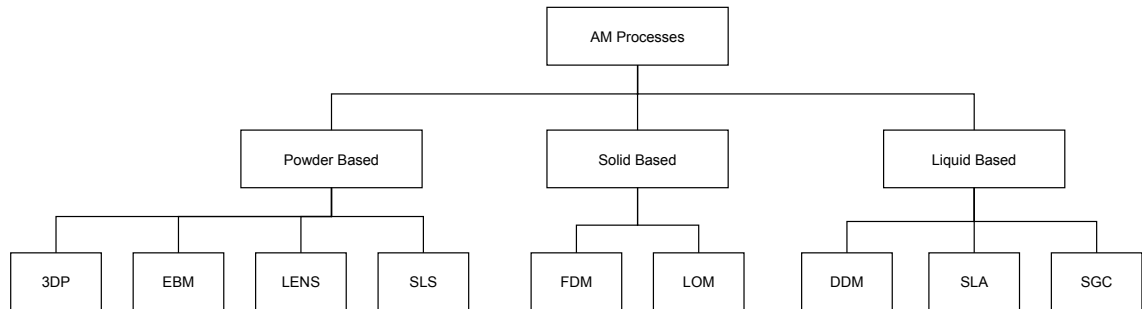 AM Processes
Powder Based
Solid Based
Liquid Based
3DP
EBM
LENS
SLS
FDM
LOM
DDM
SLA
SGC